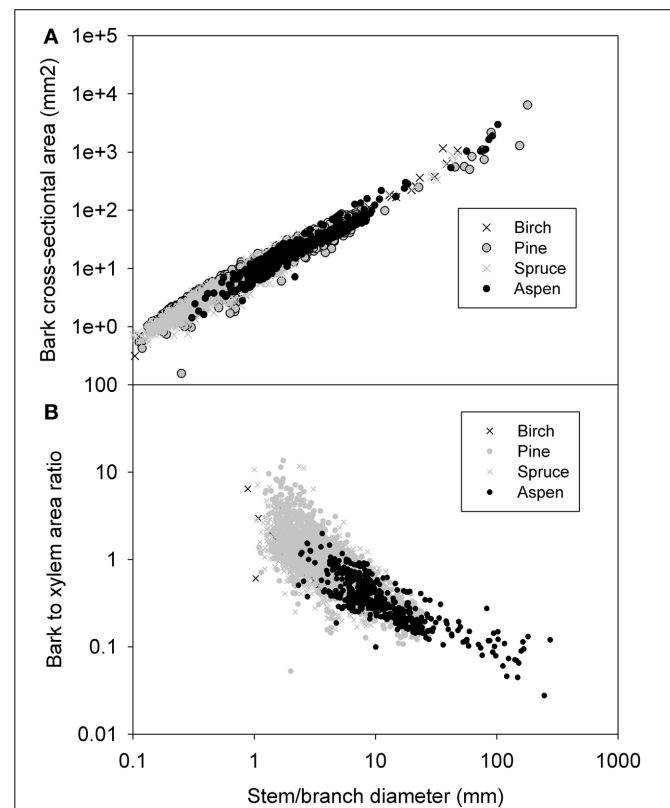 A
1e+5
1e+4
1e+3
1e+2
1e+1
1e+0
Bark cross-sectiontal area (mm2)
Birch
Pine
Spruce
Aspen
100
B
10
1
0.1
0.01
Bark to xylem area ratio
Birch
Pine
Spruce
Aspen
0.1 1 10 100 1000
Stem/branch diameter (mm)